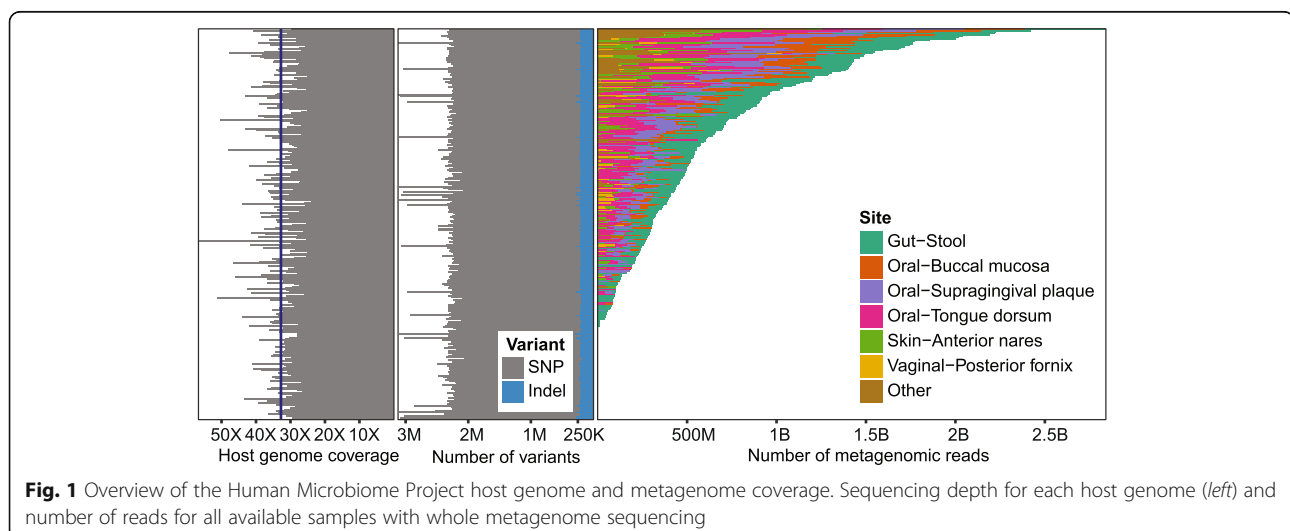 Variant
SNP
Indel
Site
Gut−Stool
Oral−Buccal mucosa
Oral−Supragingival plaque
Oral−Tongue dorsum
Skin−Anterior nares
Vaginal−Posterior fornix
Other
50X 40X 30X 20X 10X
Host genome coverage
3M 2M 1M 250K
Number of variants
500M 1B 1.5B 2B 2.5B
Number of metagenomic reads
Fig. 1 Overview of the Human Microbiome Project host genome and metagenome coverage. Sequencing depth for each host genome (left) and
number of reads for all available samples with whole metagenome sequencing